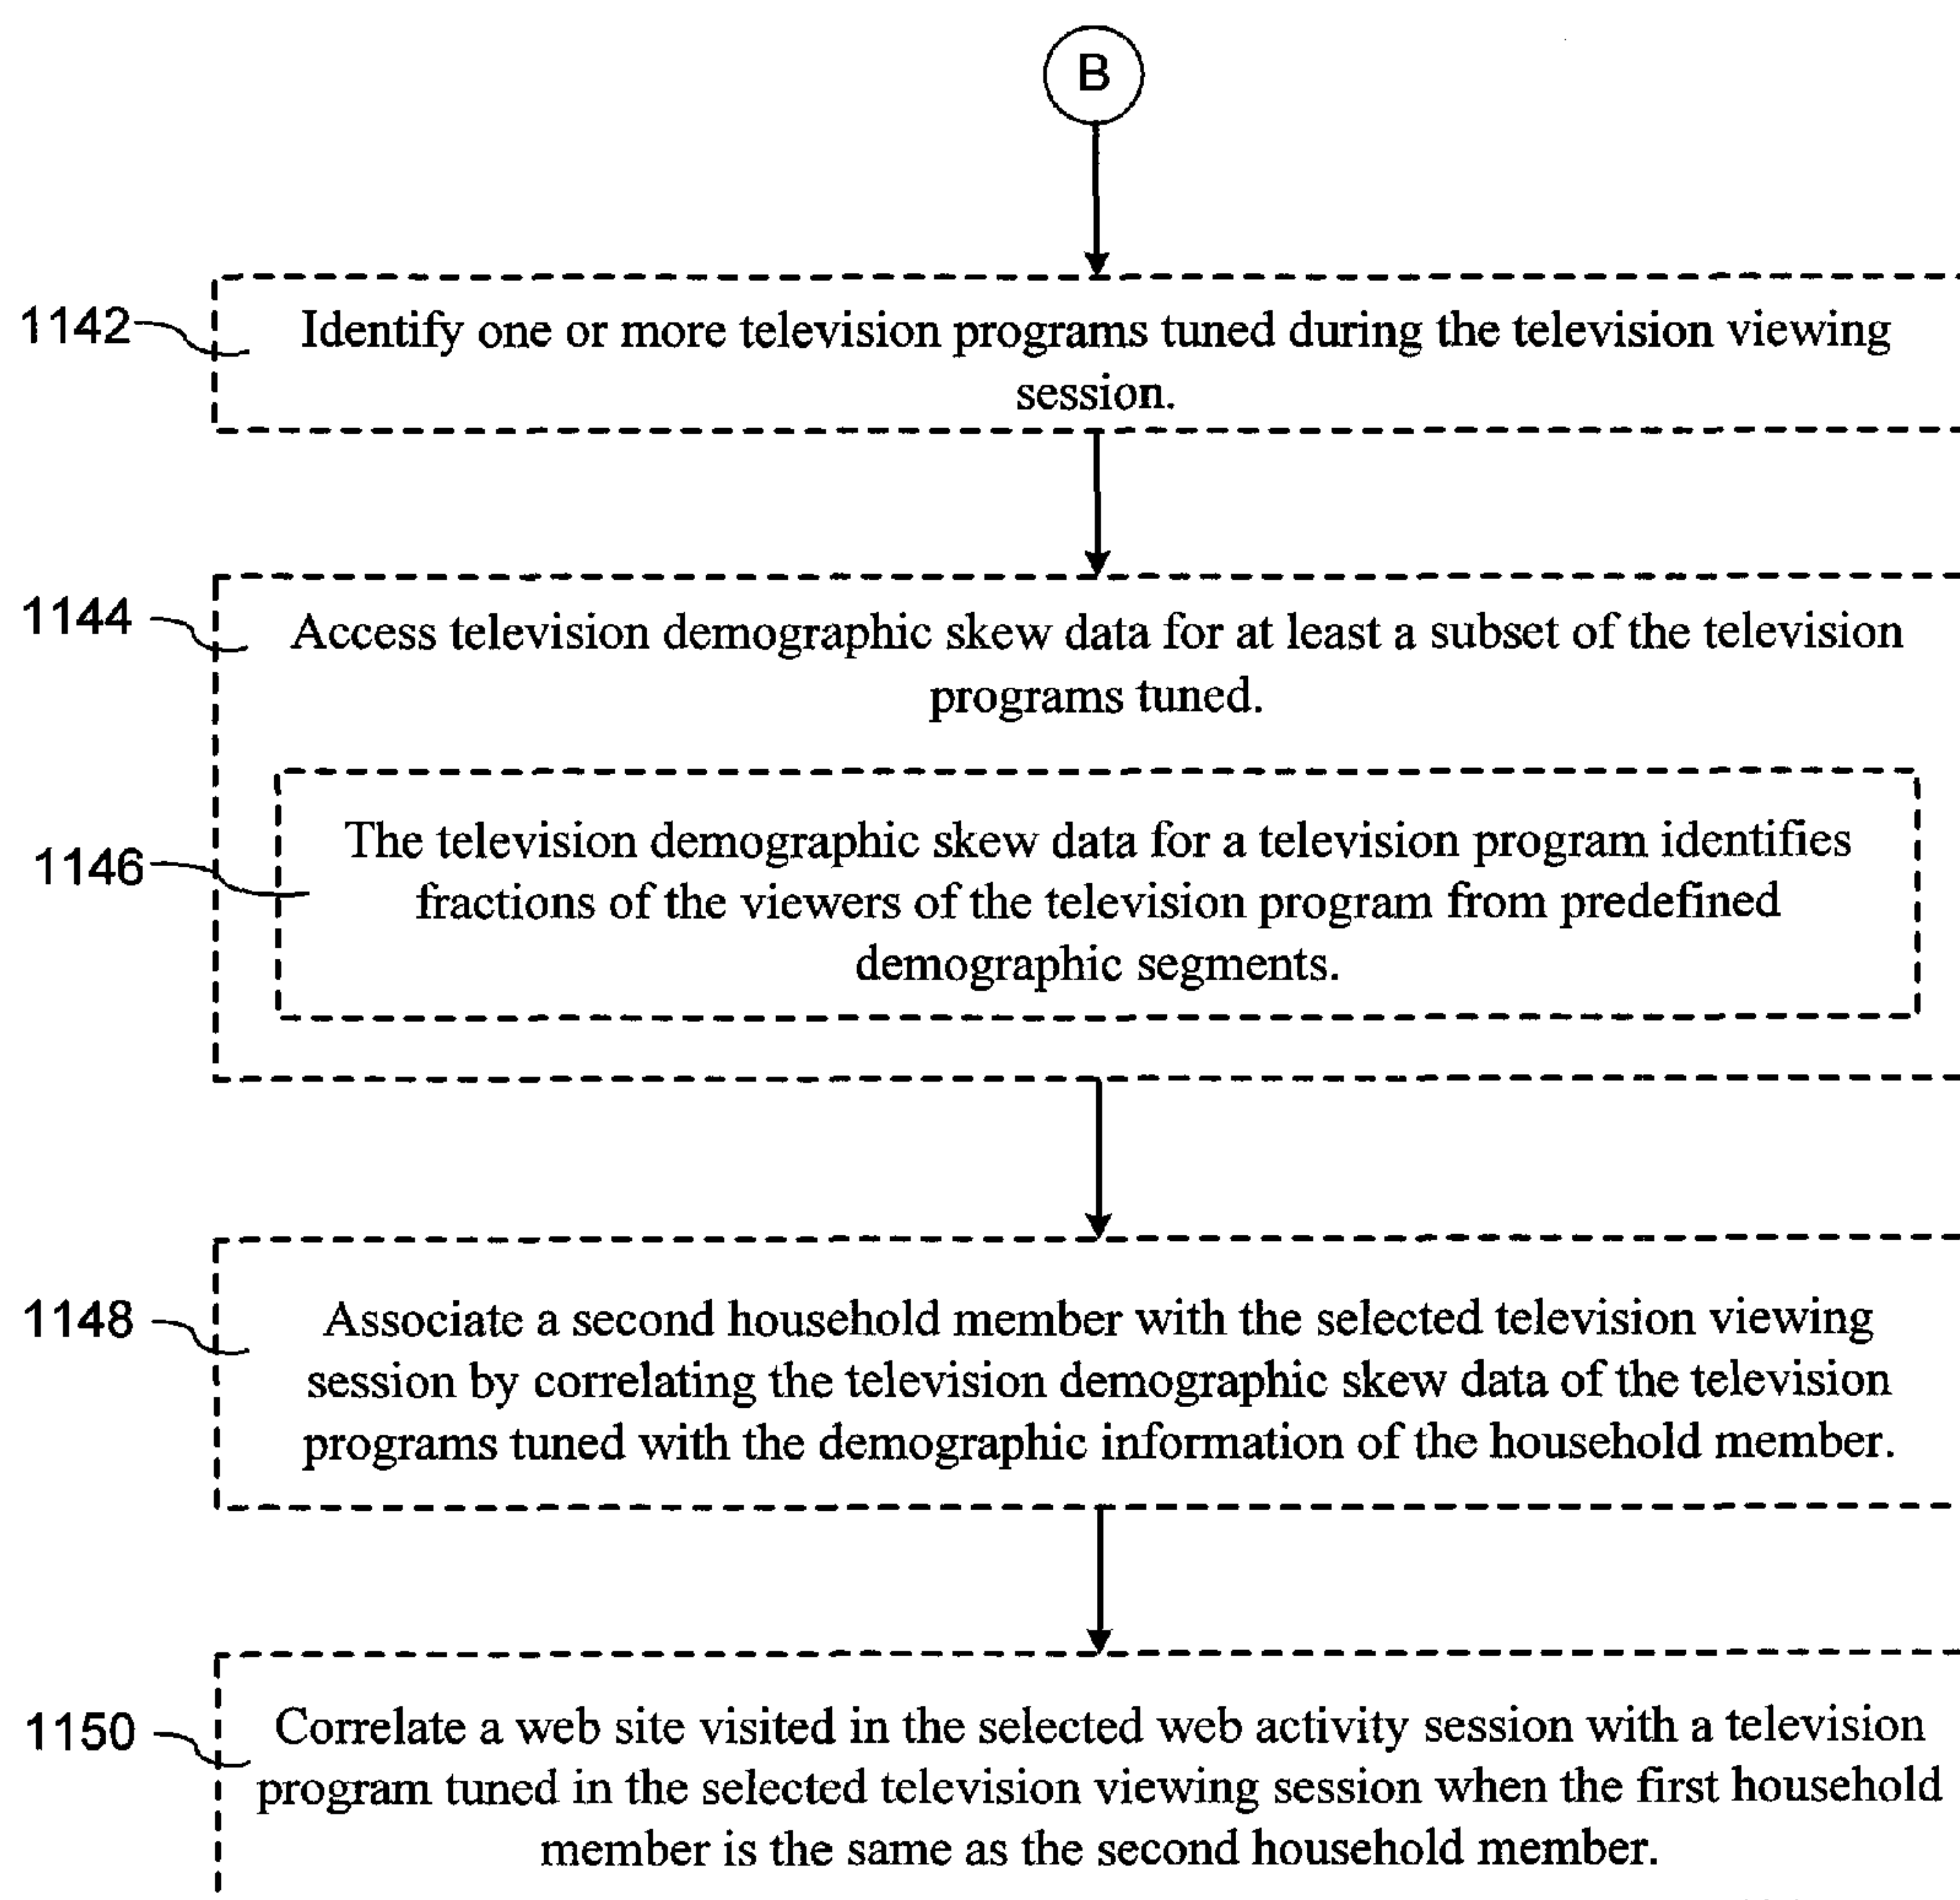 B
1142
Identify one or more television programs tuned during the television viewing
session.
1144
Access television demographic skew data for at least a subset of the television
programs tuned.
1146
The television demographic skew data for a television program identifies
fractions of the viewers of the television program from predefined
demographic segments.
1148
Associate a second household member with the selected television viewing
session by correlating the television demographic skew data of the television
programs tuned with the demographic information of the household member.
1150
Correlate a web site visited in the selected web activity session with a television
program tuned in the selected television viewing session when the first household
member is the same as the second household member.